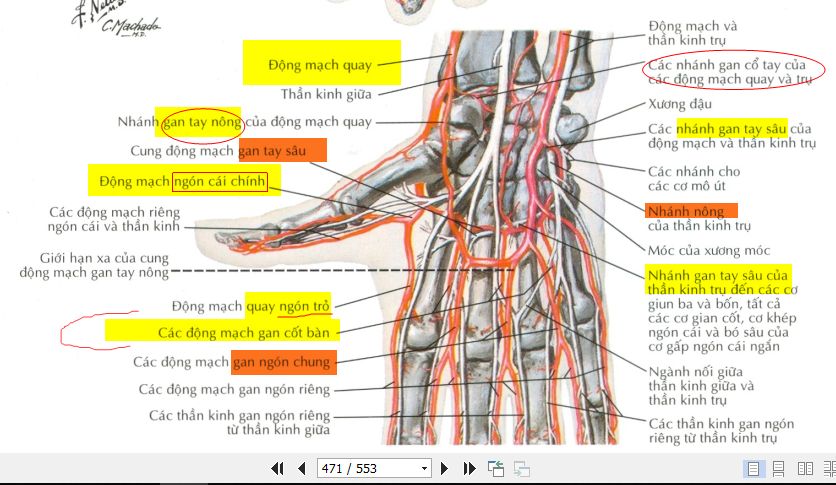 F. Netter
M.D.
C. Machado
M.D.
Động mạch quay
Thần kinh giữa
Nhánh gan tay nông của động mạch quay
Cung động mạch gan tay sâu
Động mạch ngón cái chính
Các động mạch riêng
ngón cái và thần kinh
Giới hạn xa của cung
động mạch gan tay nông
Động mạch quay ngón trỏ
Các động mạch gan cốt bàn
Các động mạch gan ngón chung
Các động mạch gan ngón riêng
Các thần kinh gan ngón riêng
từ thần kinh giữa
Động mạch và
thần kinh trụ
Các nhánh gan cổ tay của
các động mạch quay và trụ
Xương đậu
Các nhánh gan tay sâu của
động mạch và thần kinh trụ
Các nhánh cho
các cơ mô út
Nhánh nông
của thần kinh trụ
Móc của xương móc
Nhánh gan tay sâu của
thần kinh trụ đến các cơ
giun ba và bốn, tất cả
các cơ gian cốt, cơ khép
ngón cái và bó sâu của
cơ gấp ngón cái ngắn
Ngành nối giữa
thần kinh giữa và
thần kinh trụ
Các thần kinh gan ngón
riêng từ thần kinh trụ
471 / 553